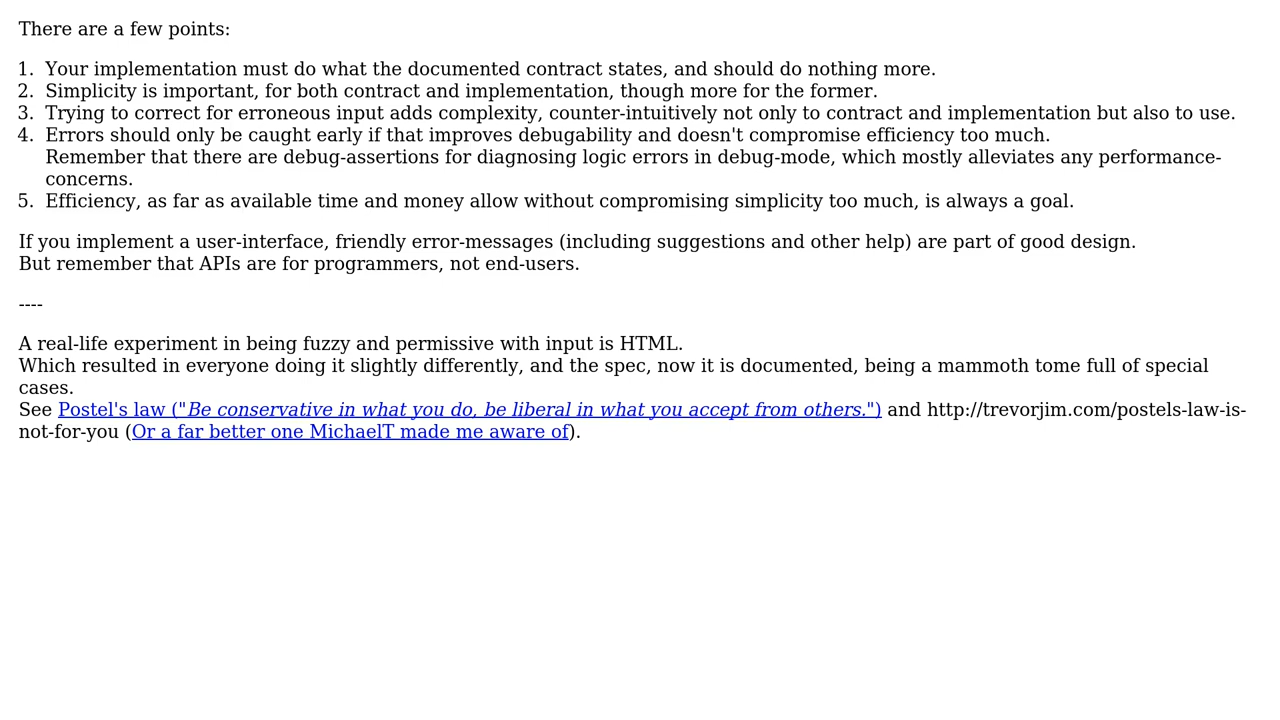 There are a few points:
1. Your implementation must do what the documented contract states, and should do nothing more.
2. Simplicity is important, for both contract and implementation, though more for the former.
3. Trying to correct for erroneous input adds complexity, counter-intuitively not only to contract and implementation but also to use.
4. Errors should only be caught early if that improves debugability and doesn't compromise efficiency too much.
Remember that there are debug-assertions for diagnosing logic errors in debug-mode, which mostly alleviates any performance-
concerns.
5. Efficiency, as far as available time and money allow without compromising simplicity too much, is always a goal.
If you implement a user-interface, friendly error-messages (including suggestions and other help) are part of good design.
But remember that APIs are for programmers, not end-users.
----
A real-life experiment in being fuzzy and permissive with input is HTML.
Which resulted in everyone doing it slightly differently, and the spec, now it is documented, being a mammoth tome full of special
cases.
See Postel's law ("Be conservative in what you do, be liberal in what you accept from others.") and http://trevorjim.com/postels-law-is-
not-for-you (Or a far better one MichaelT made me aware of).